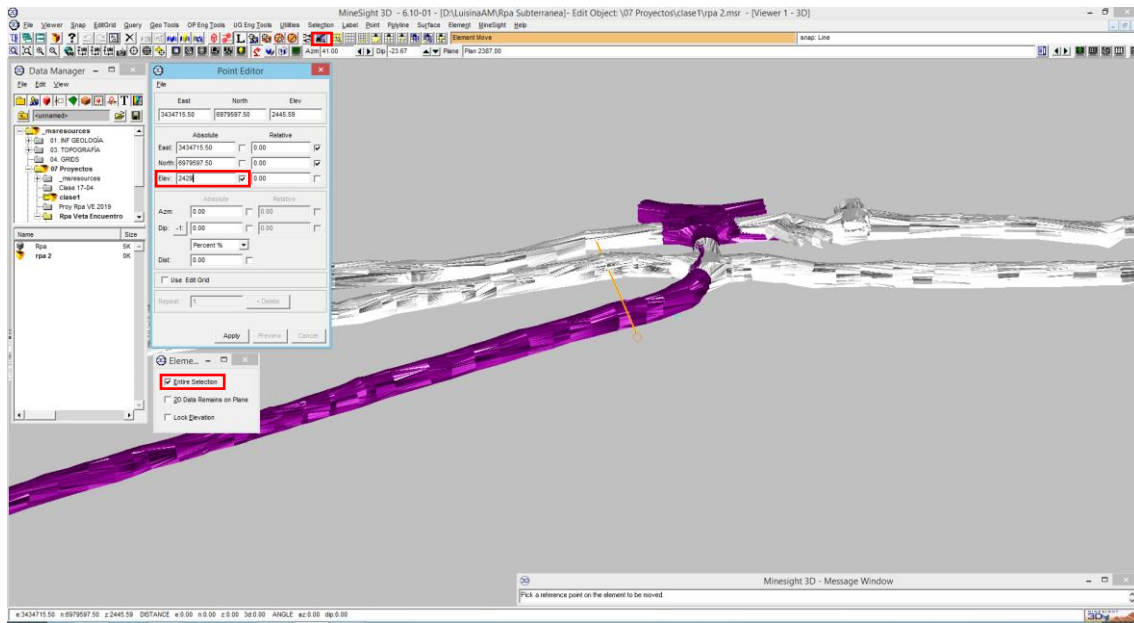 MineSight 3D - 6.10-01 - [D:\LuisinaAM\Rpa Subterranea]- Edit Object: \07 Proyectos\clase1\rpa 2.msr - [Viewer 1 - 3D]
File Viewer Snap EditGrid Query Geo Tools OP Eng Tools UG Eng Tools Utilities Selection Label Point Polyline Surface Element MineSight Help
Element Move
snap: Line
Azm 41.00 Dip -23.67 Plane Plan 2387.00
Data Manager
File Edit View
<unnamed>
_msresources
01. INF GEOLOGÍA
03. TOPOGRAFÍA
04. GRIDS
07 Proyectos
_msresources
Clase 17-04
clase1
Proy Rpa VE 2019
Rpa Veta Encuentro
Name Size
Rpa 5K
rpa 2 0K
Point Editor
File
East North Elev
3434715.50 6979597.50 2445.59
Absolute Relative
East: 3434715.50 0.00
North: 6979597.50 0.00
Elev: 2429 0.00
Absolute Relative
Azm: 0.00 0.00
Dip: -1: 0.00 0.00
Percent %
Dist: 0.00
Use Edit Grid
Repeat: 1 < Delete
Apply Preview Cancel
Eleme...
Entire Selection
2D Data Remains on Plane
Lock Elevation
Minesight 3D - Message Window
Pick a reference point on the element to be moved.
e:3434715.50 n:6979597.50 z:2445.59 DISTANCE e:0.00 n:0.00 z:0.00 3d:0.00 ANGLE az:0.00 dip:0.00
3D